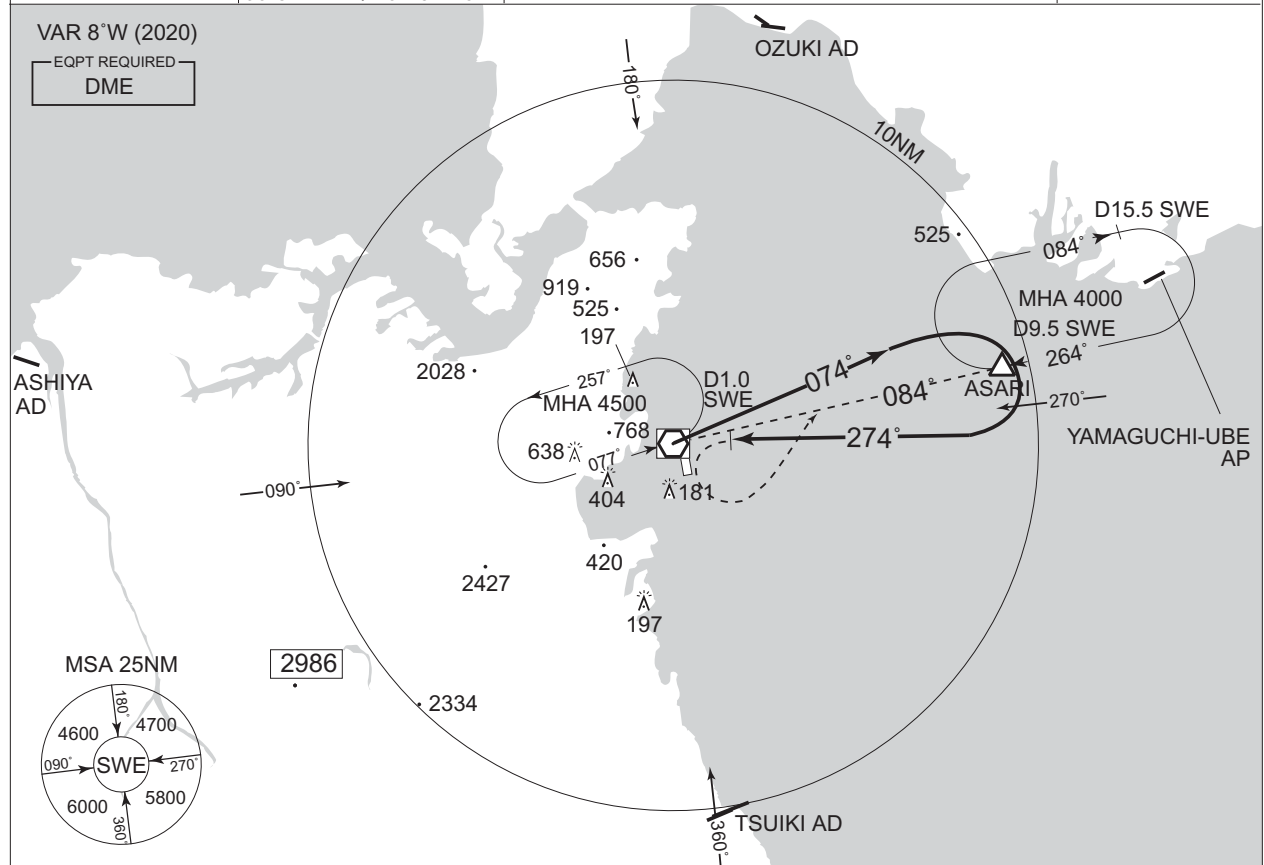 VAR 8°W (2020)
EQPT REQUIRED
DME
OZUKI AD
180°
10NM
D15.5 SWE
525
084°
656
919
525
197
MHA 4000
D9.5 SWE
264°
2028
257°
D1.0
SWE
074°
084°
ASARI
270°
ASHIYA
AD
MHA 4500
768
638
077°
274°
YAMAGUCHI-UBE
AP
090°
404
181
420
2427
197
MSA 25NM
2986
2334
180°
4600
4700
090°
SWE
270°
6000
5800
360°
TSUIKI AD
360°